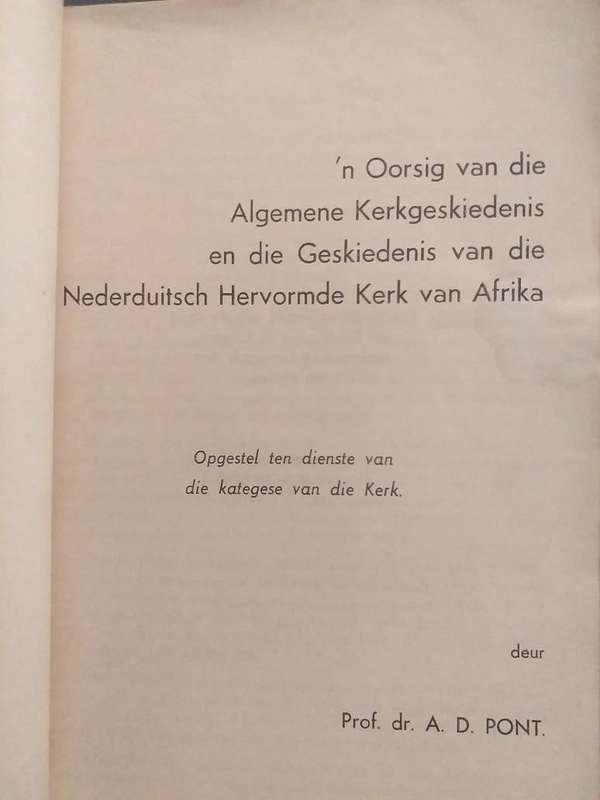 'n Oorsig van die
Algemene Kerkgeskiedenis
en die Geskiedenis van die
Nederduitsch Hervormde Kerk van Afrika
Opgestel ten dienste van
die kategese van die Kerk.
deur
Prof. dr. A. D. PONT.